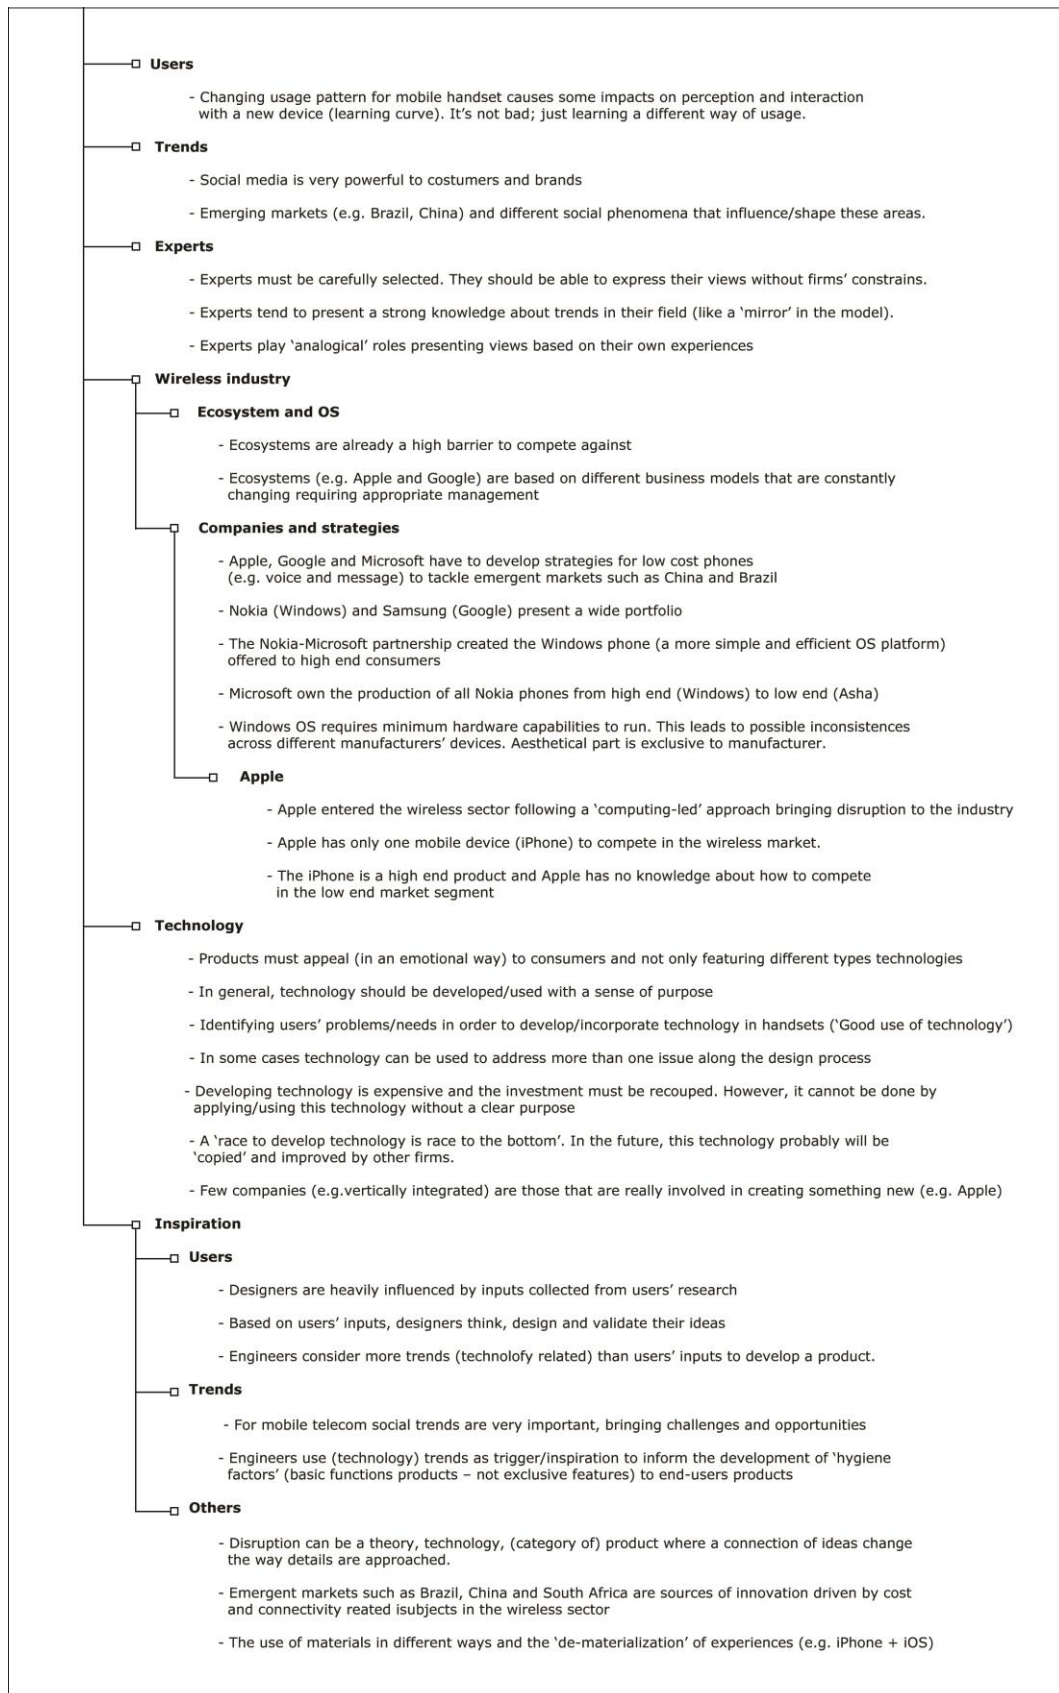 Users
- Changing usage pattern for mobile handset causes some impacts on perception and interaction
with a new device (learning curve). It's not bad; just learning a different way of usage.
Trends
- Social media is very powerful to costumers and brands
- Emerging markets (e.g. Brazil, China) and different social phenomena that influence/shape these areas.
Experts
- Experts must be carefully selected. They should be able to express their views without firms' constrains.
- Experts tend to present a strong knowledge about trends in their field (like a 'mirror' in the model).
- Experts play 'analogical' roles presenting views based on their own experiences
Wireless industry
Ecosystem and OS
- Ecosystems are already a high barrier to compete against
- Ecosystems (e.g. Apple and Google) are based on different business models that are constantly
changing requiring appropriate management
Companies and strategies
- Apple, Google and Microsoft have to develop strategies for low cost phones
(e.g. voice and message) to tackle emergent markets such as China and Brazil
- Nokia (Windows) and Samsung (Google) present a wide portfolio
- The Nokia-Microsoft partnership created the Windows phone (a more simple and efficient OS platform)
offered to high end consumers
- Microsoft own the production of all Nokia phones from high end (Windows) to low end (Asha)
- Windows OS requires minimum hardware capabilities to run. This leads to possible inconsistences
across different manufacturers' devices. Aesthetical part is exclusive to manufacturer.
Apple
- Apple entered the wireless sector following a 'computing-led' approach bringing disruption to the industry
- Apple has only one mobile device (iPhone) to compete in the wireless market.
- The iPhone is a high end product and Apple has no knowledge about how to compete
in the low end market segment
Technology
- Products must appeal (in an emotional way) to consumers and not only featuring different types technologies
- In general, technology should be developed/used with a sense of purpose
- Identifying users' problems/needs in order to develop/incorporate technology in handsets ('Good use of technology')
- In some cases technology can be used to address more than one issue along the design process
- Developing technology is expensive and the investment must be recouped. However, it cannot be done by
applying/using this technology without a clear purpose
- A 'race to develop technology is race to the bottom'. In the future, this technology probably will be
'copied' and improved by other firms.
- Few companies (e.g.vertically integrated) are those that are really involved in creating something new (e.g. Apple)
Inspiration
Users
- Designers are heavily influenced by inputs collected from users' research
- Based on users' inputs, designers think, design and validate their ideas
- Engineers consider more trends (technolofy related) than users' inputs to develop a product.
Trends
- For mobile telecom social trends are very important, bringing challenges and opportunities
- Engineers use (technology) trends as trigger/inspiration to inform the development of 'hygiene
factors' (basic functions products – not exclusive features) to end-users products
Others
- Disruption can be a theory, technology, (category of) product where a connection of ideas change
the way details are approached.
- Emergent markets such as Brazil, China and South Africa are sources of innovation driven by cost
and connectivity reated isubjects in the wireless sector
- The use of materials in different ways and the 'de-materialization' of experiences (e.g. iPhone + iOS)